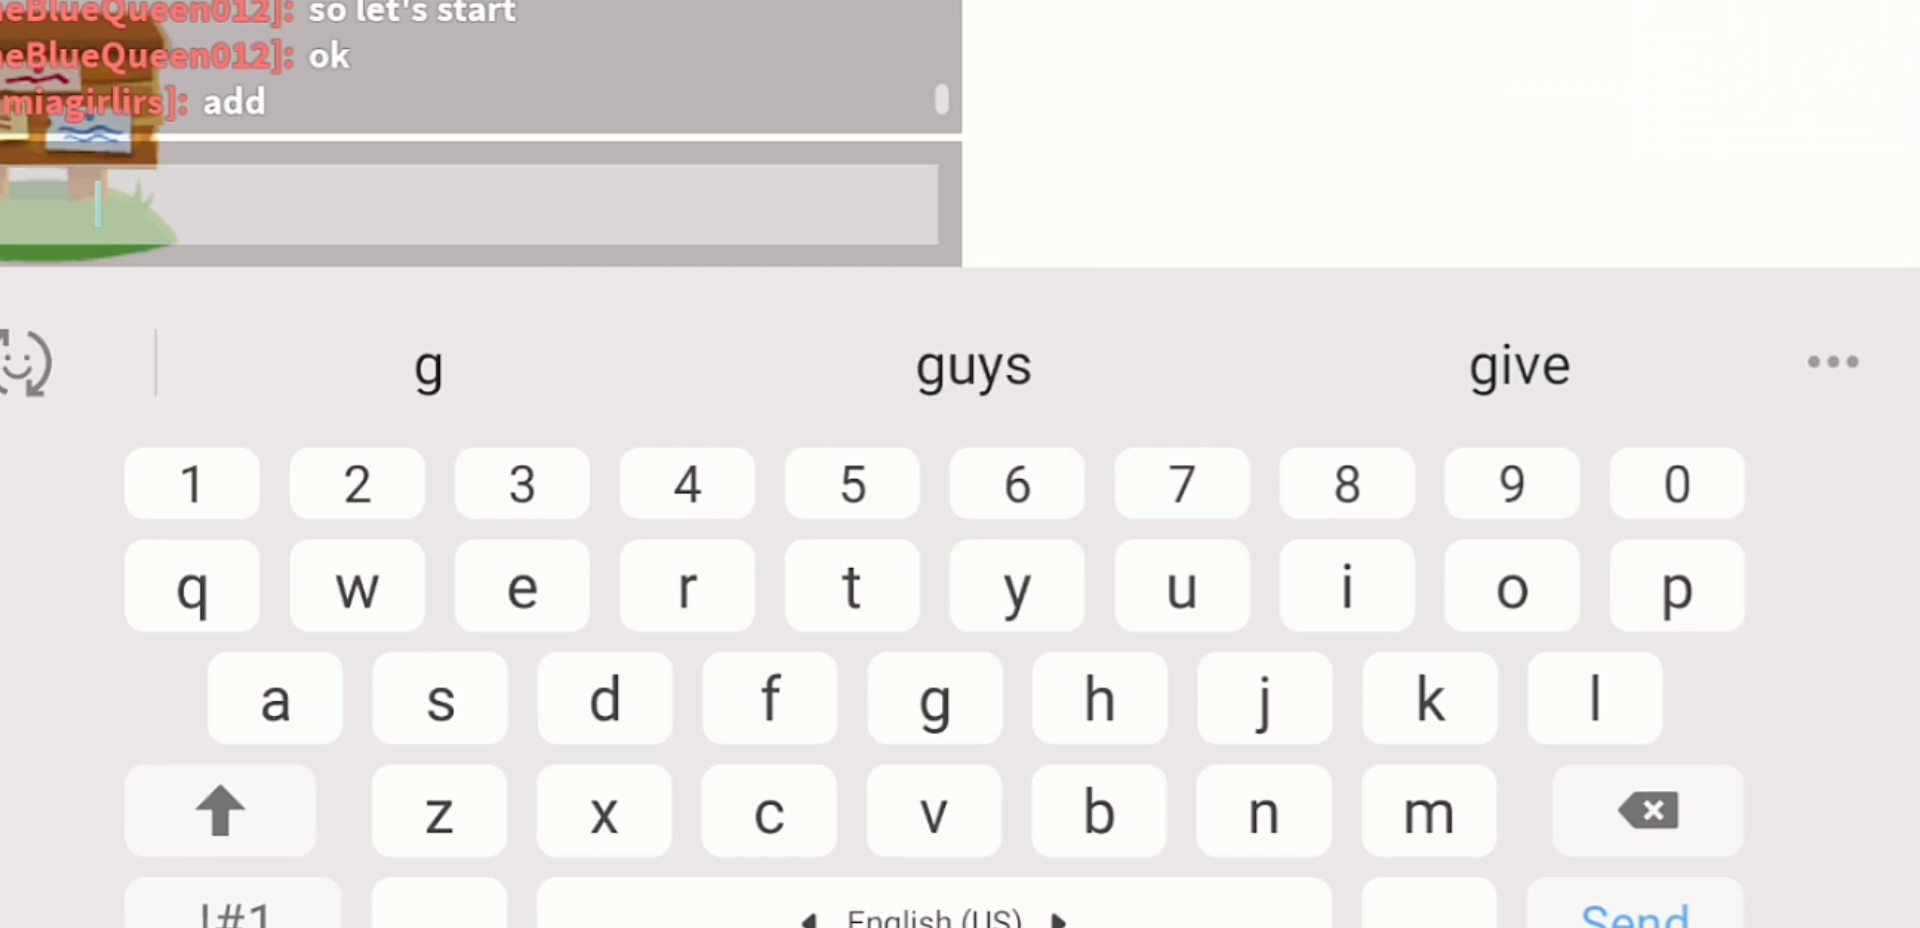 eBlueQueen012]: so let's start
eBlueQueen012]: ok
miagirlirs]: add
g guys give
1 2 3 4 5 6 7 8 9 0
q w e r t y u i o p
a s d f g h j k l
z x c v b n m
!#1 English (US) Send